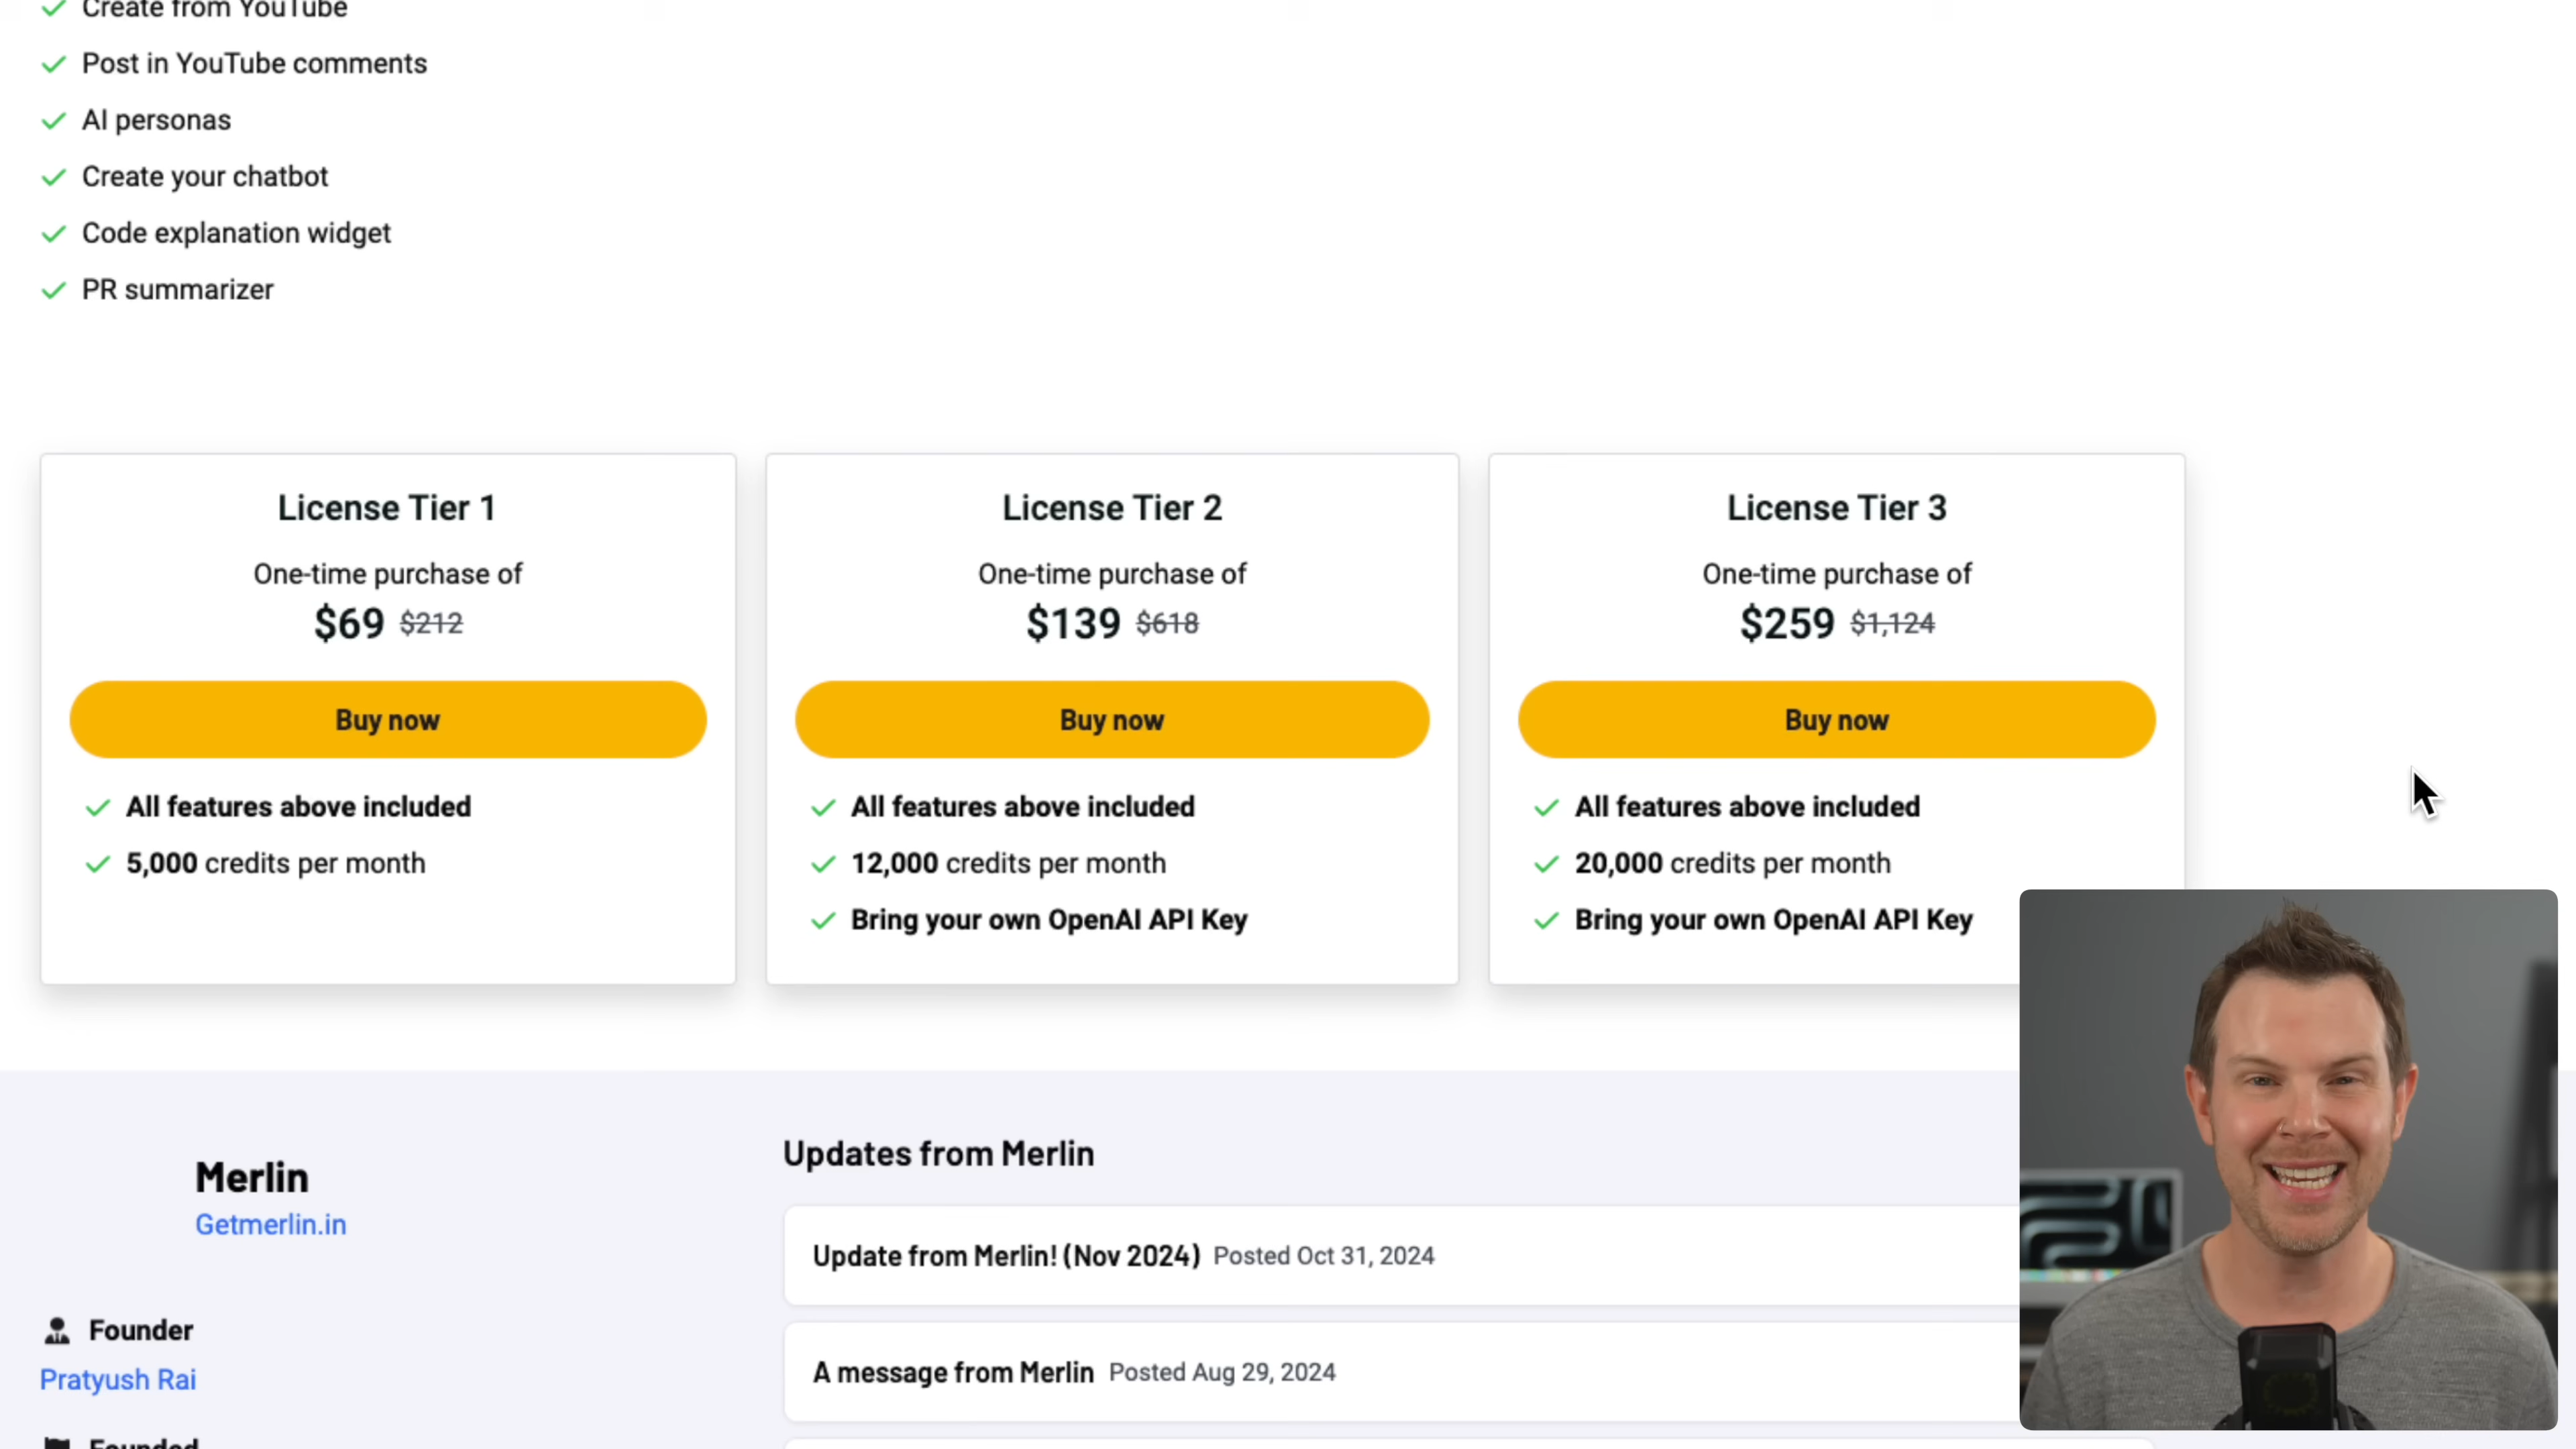 Create from YouTube
Post in YouTube comments
AI personas
Create your chatbot
Code explanation widget
PR summarizer
License Tier 1
One-time purchase of
$69 $212
Buy now
All features above included
5,000 credits per month
License Tier 2
One-time purchase of
$139 $618
Buy now
All features above included
12,000 credits per month
Bring your own OpenAI API Key
License Tier 3
One-time purchase of
$259 $1,124
Buy now
All features above included
20,000 credits per month
Bring your own OpenAI API Key
Merlin
Getmerlin.in
Founder
Pratyush Rai
Founded
Updates from Merlin
Update from Merlin! (Nov 2024) Posted Oct 31, 2024
A message from Merlin Posted Aug 29, 2024